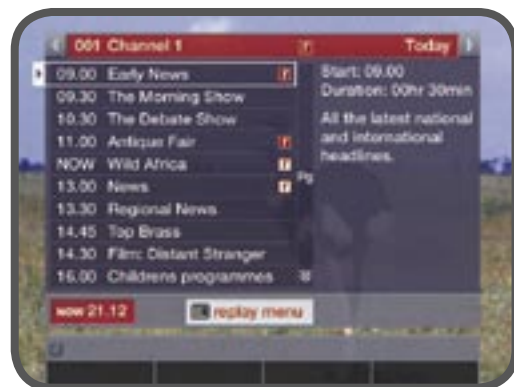 001 Channel 1 r Today
09.00 Early News r
09.30 The Morning Show
10.30 The Debate Show
11.00 Antique Fair r
NOW Wild Africa r
13.00 News r
13.30 Regional News
14.45 Top Brass
14.30 Film: Distant Stranger
16.00 Childrens programmes
Start: 09.00
Duration: 00hr 30min
All the latest national
and international
headlines.
Pg
NOW 21.12 replay menu